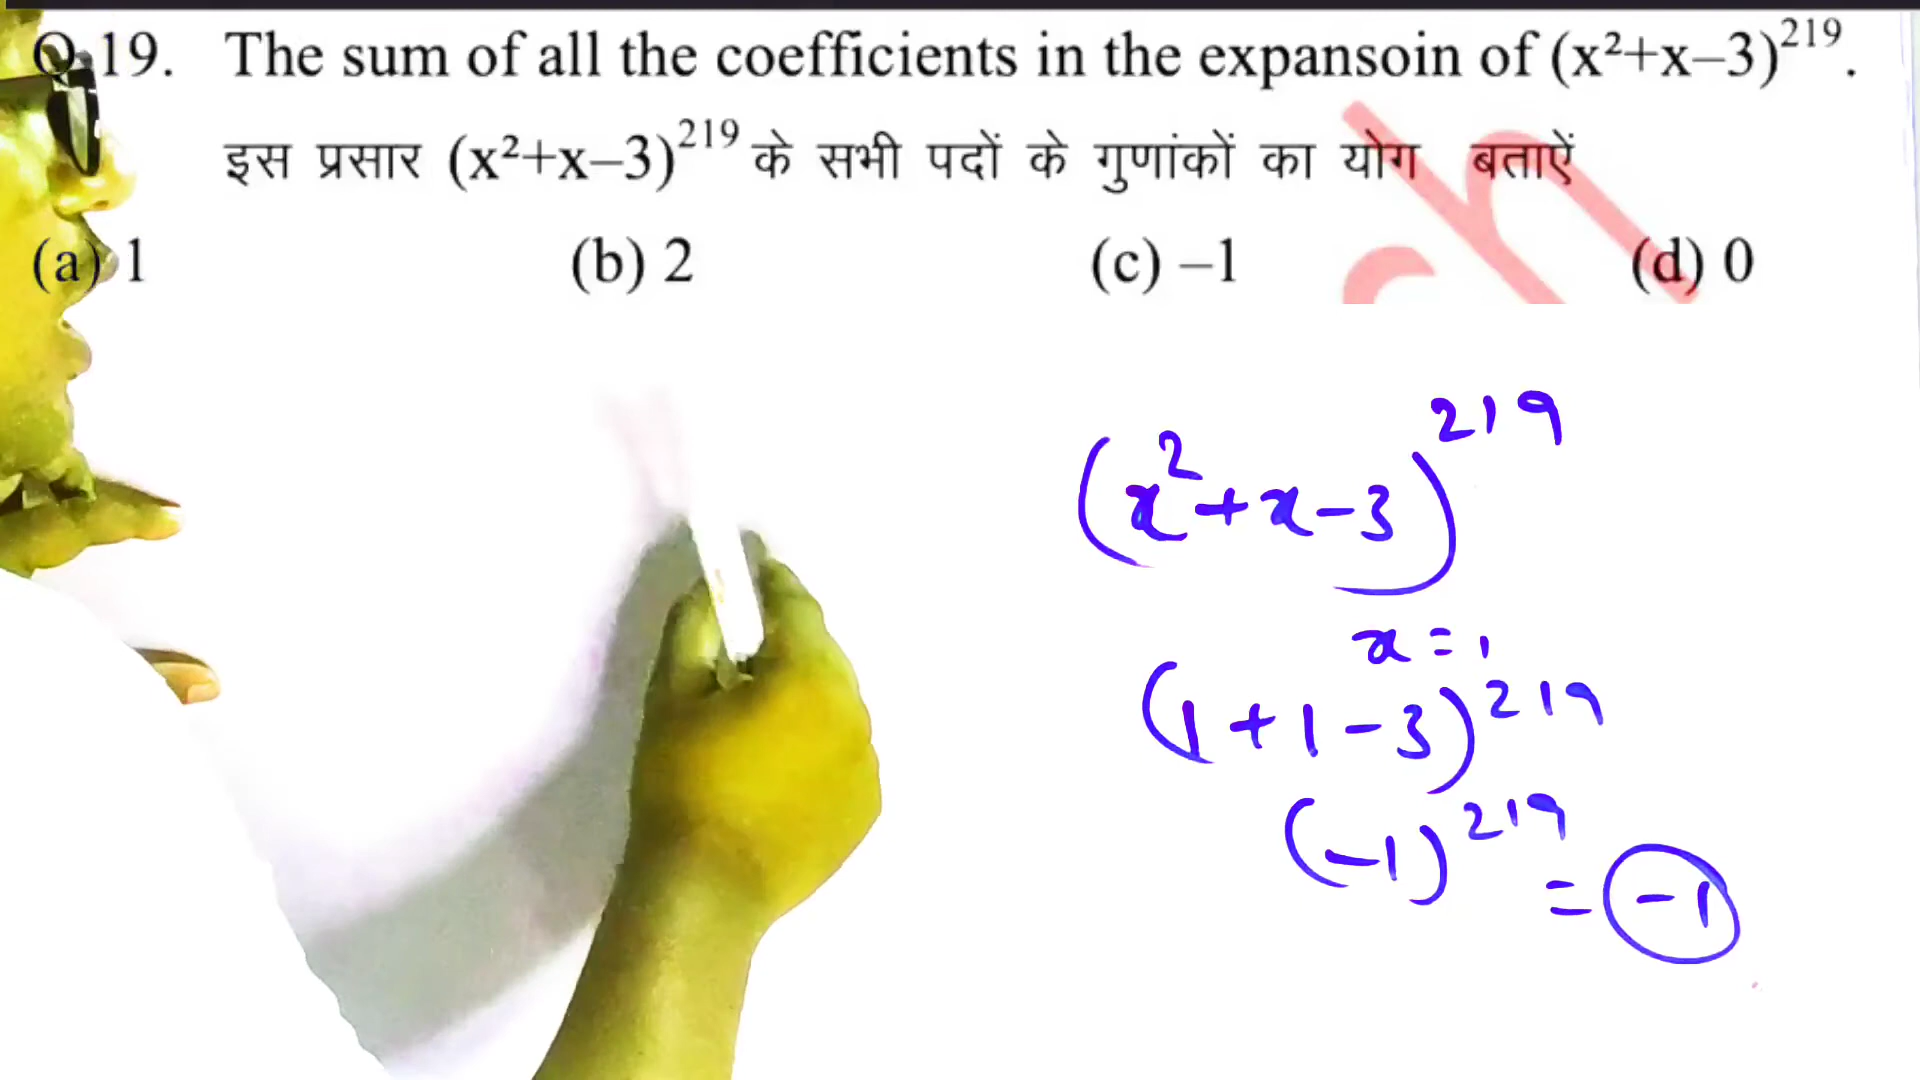 Q.19. The sum of all the coefficients in the expansoin of (x²+x–3)²¹⁹.
इस प्रसार (x²+x–3)²¹⁹ के सभी पदों के गुणांकों का योग बताऐं
(a) 1 (b) 2 (c) –1 (d) 0
(x²+x-3)²¹⁹
x = 1
(1+1-3)²¹⁹
(-1)²¹⁹ = -1